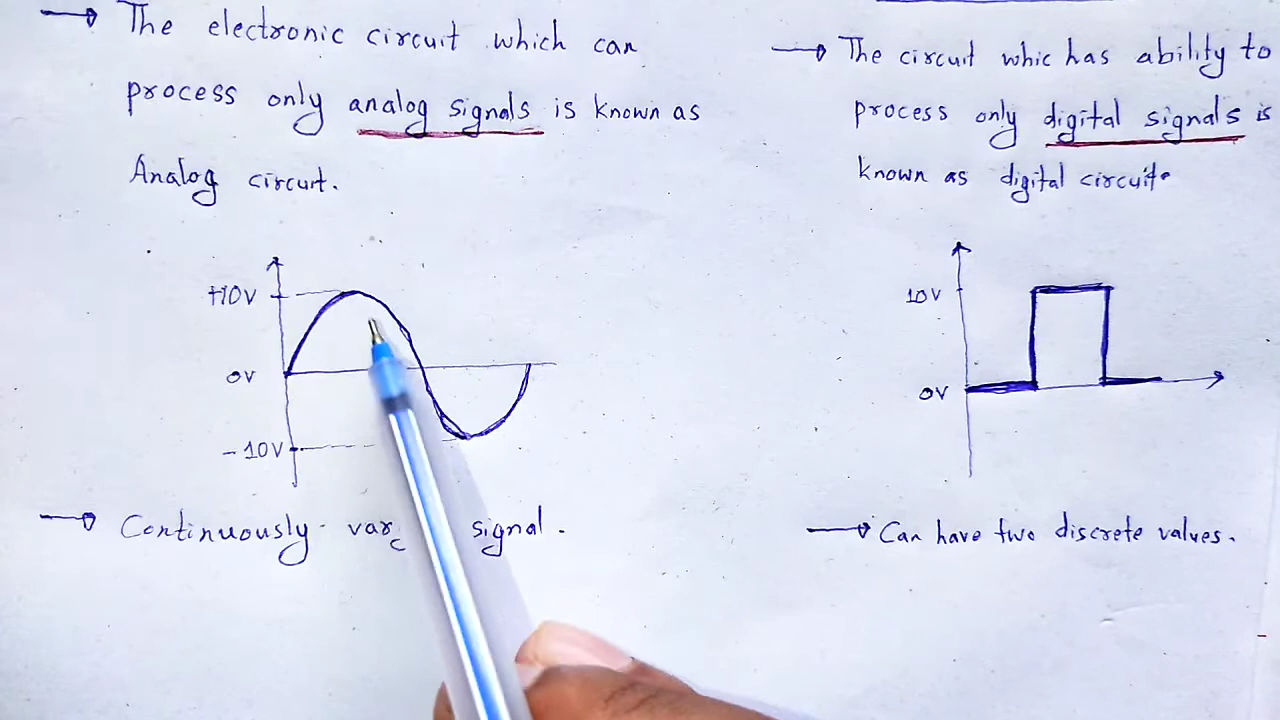 → The electronic circuit which can
process only analog signals is known as
Analog circuit.
+10V
0V
-10V
→ Continuously signal.
→ The circuit whic has ability to
process only digital signals is
known as digital circuit.
10V
0V
→ Can have two discrete values.